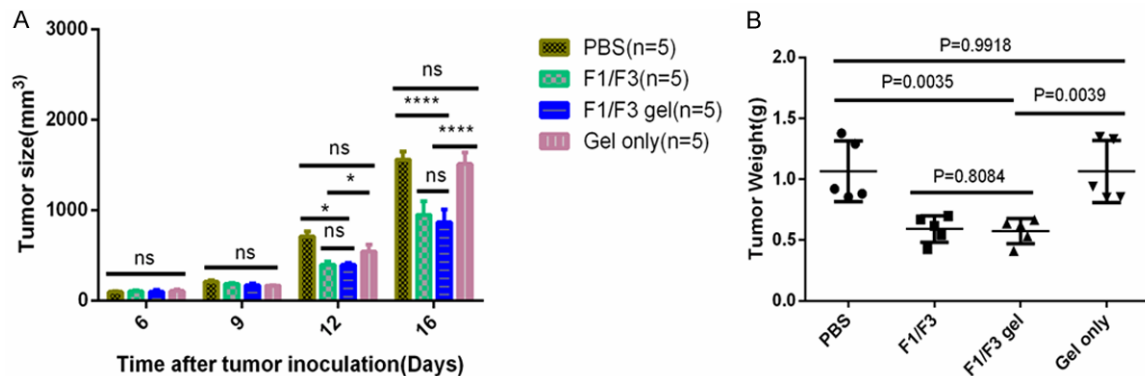 A
Tumor size(mm³)
3000
2000
1000
0
ns
ns
ns
*
*
ns
ns
****
****
ns
6
9
12
16
Time after tumor inoculation(Days)
PBS(n=5)
F1/F3(n=5)
F1/F3 gel(n=5)
Gel only(n=5)
B
Tumor Weight(g)
2.0
1.5
1.0
0.5
0.0
P=0.9918
P=0.0035
P=0.0039
P=0.8084
PBS
F1/F3
F1/F3 gel
Gel only